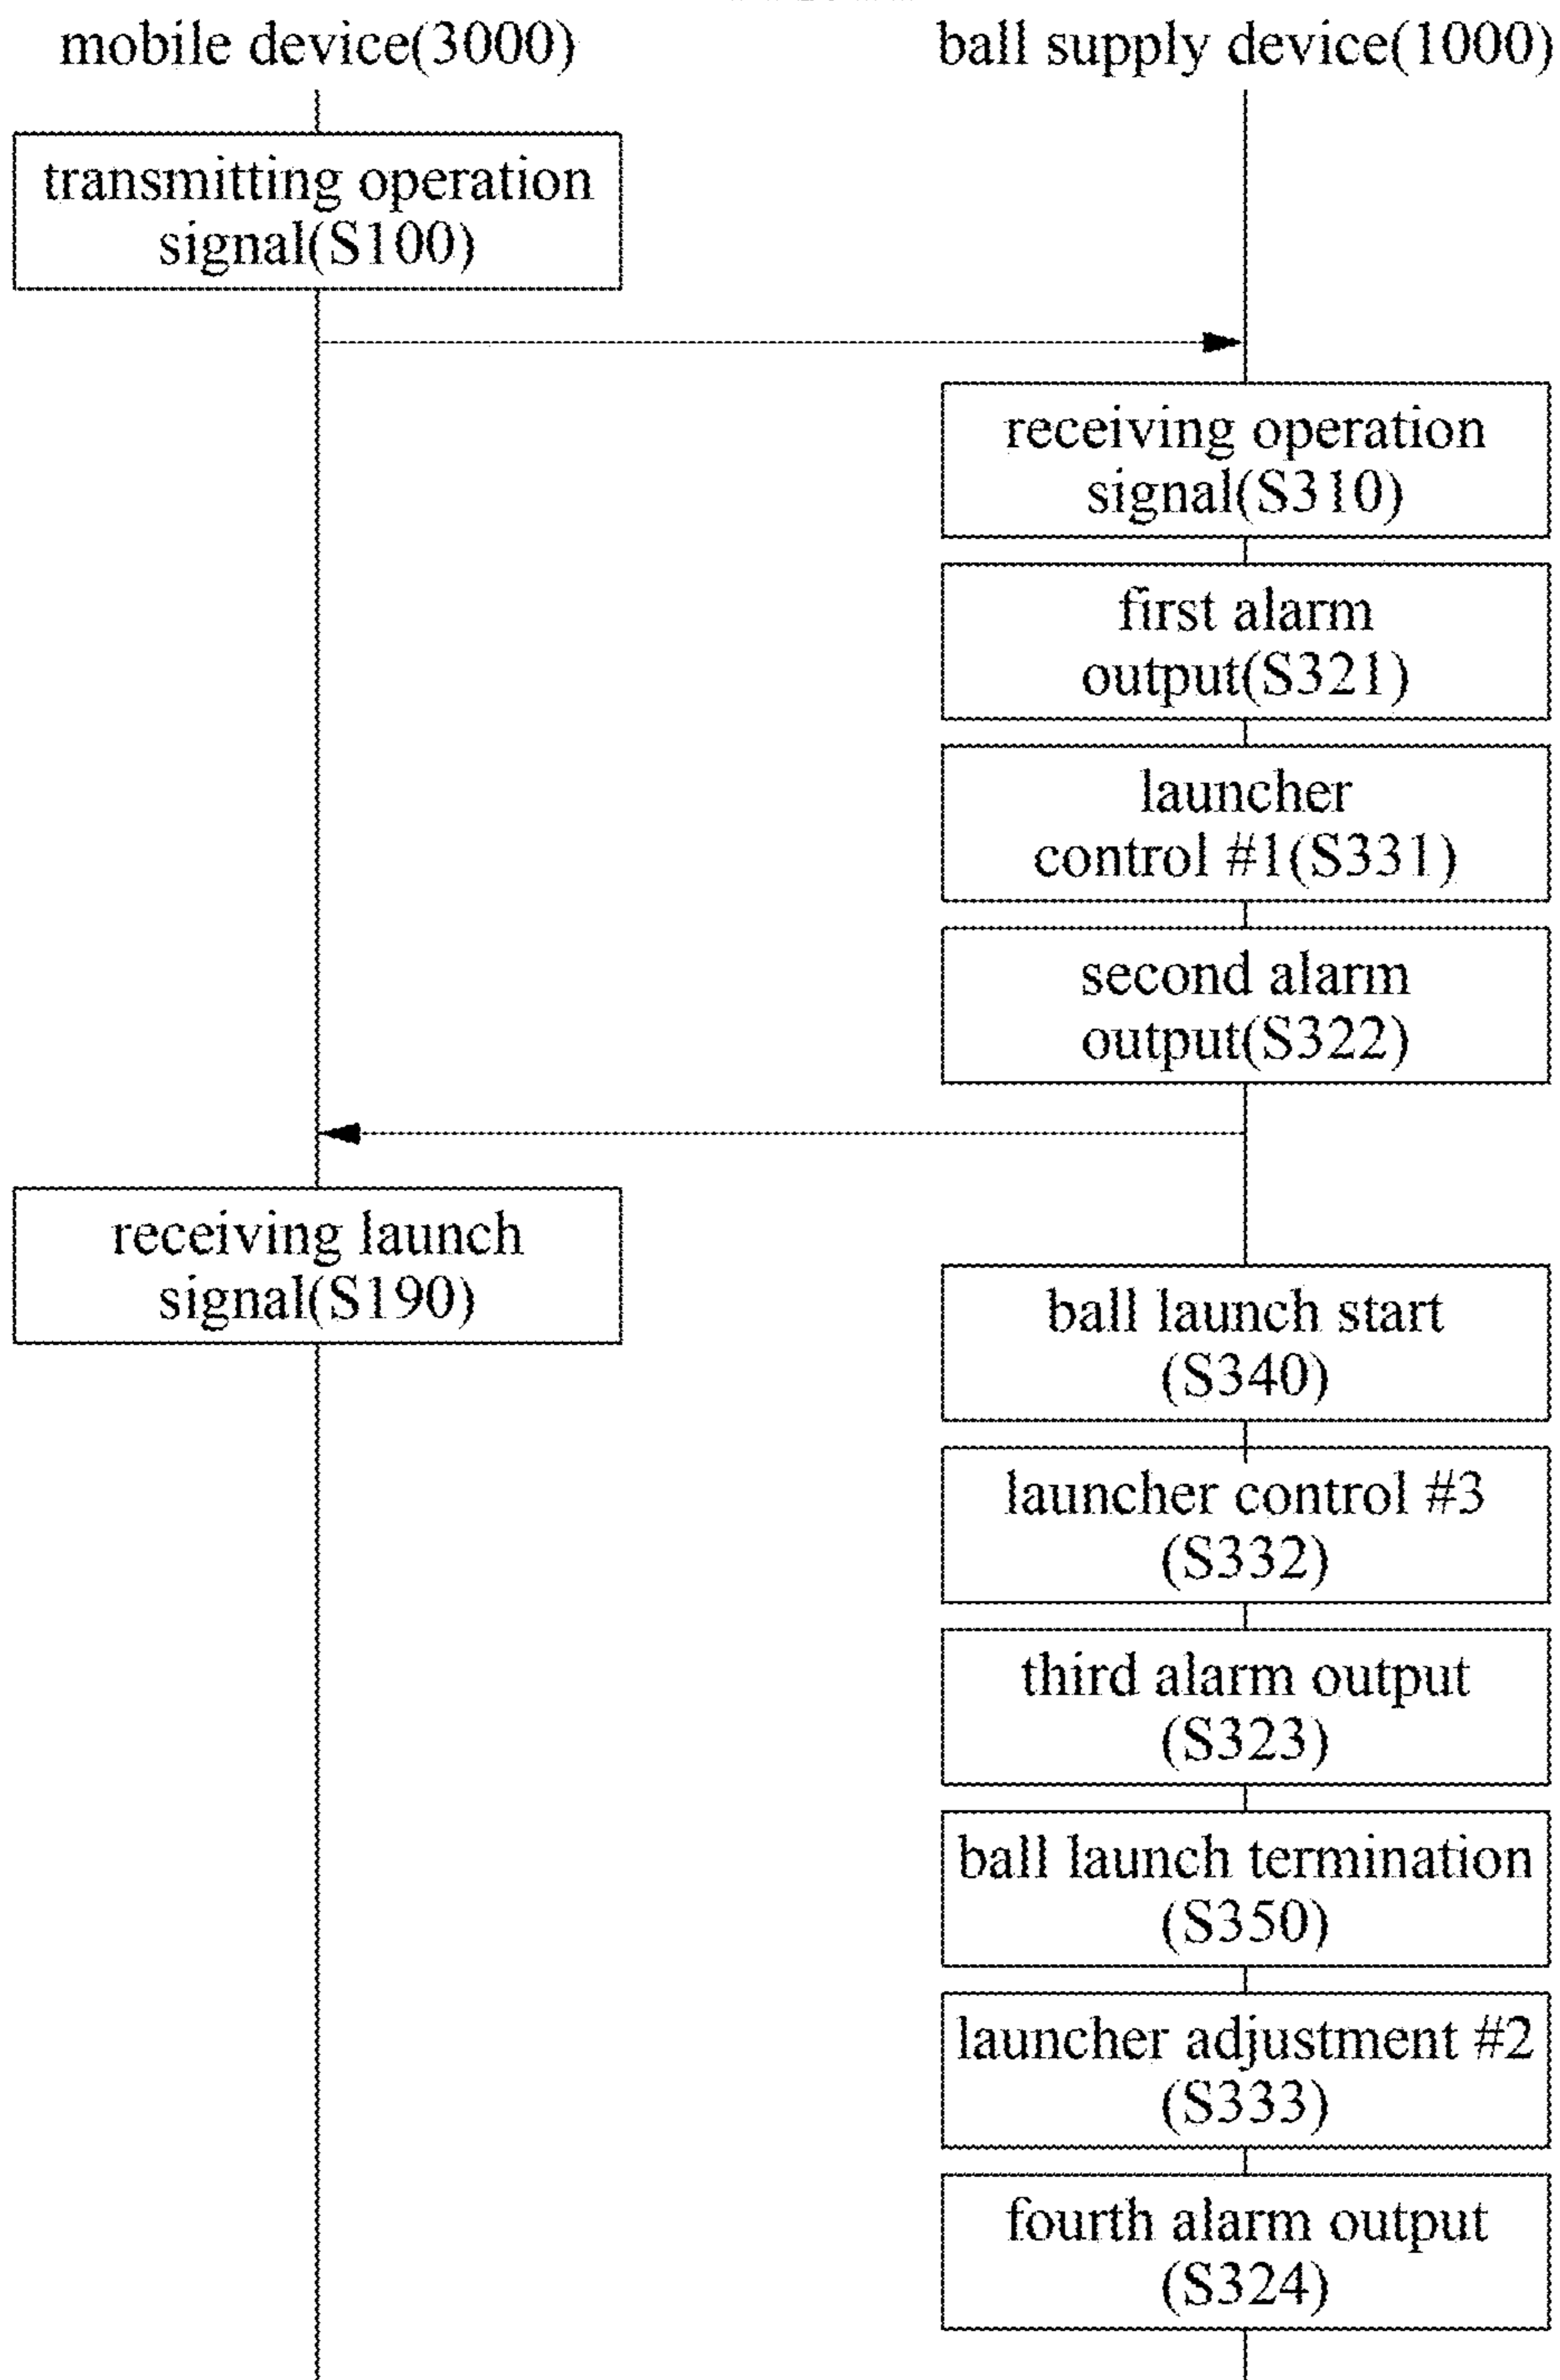 mobile device(3000)
ball supply device(1000)
transmitting operation
signal(S100)
receiving operation
signal(S310)
first alarm
output(S321)
launcher
control #1(S331)
second alarm
output(S322)
receiving launch
signal(S190)
ball launch start
(S340)
launcher control #3
(S332)
third alarm output
(S323)
ball launch termination
(S350)
launcher adjustment #2
(S333)
fourth alarm output
(S324)